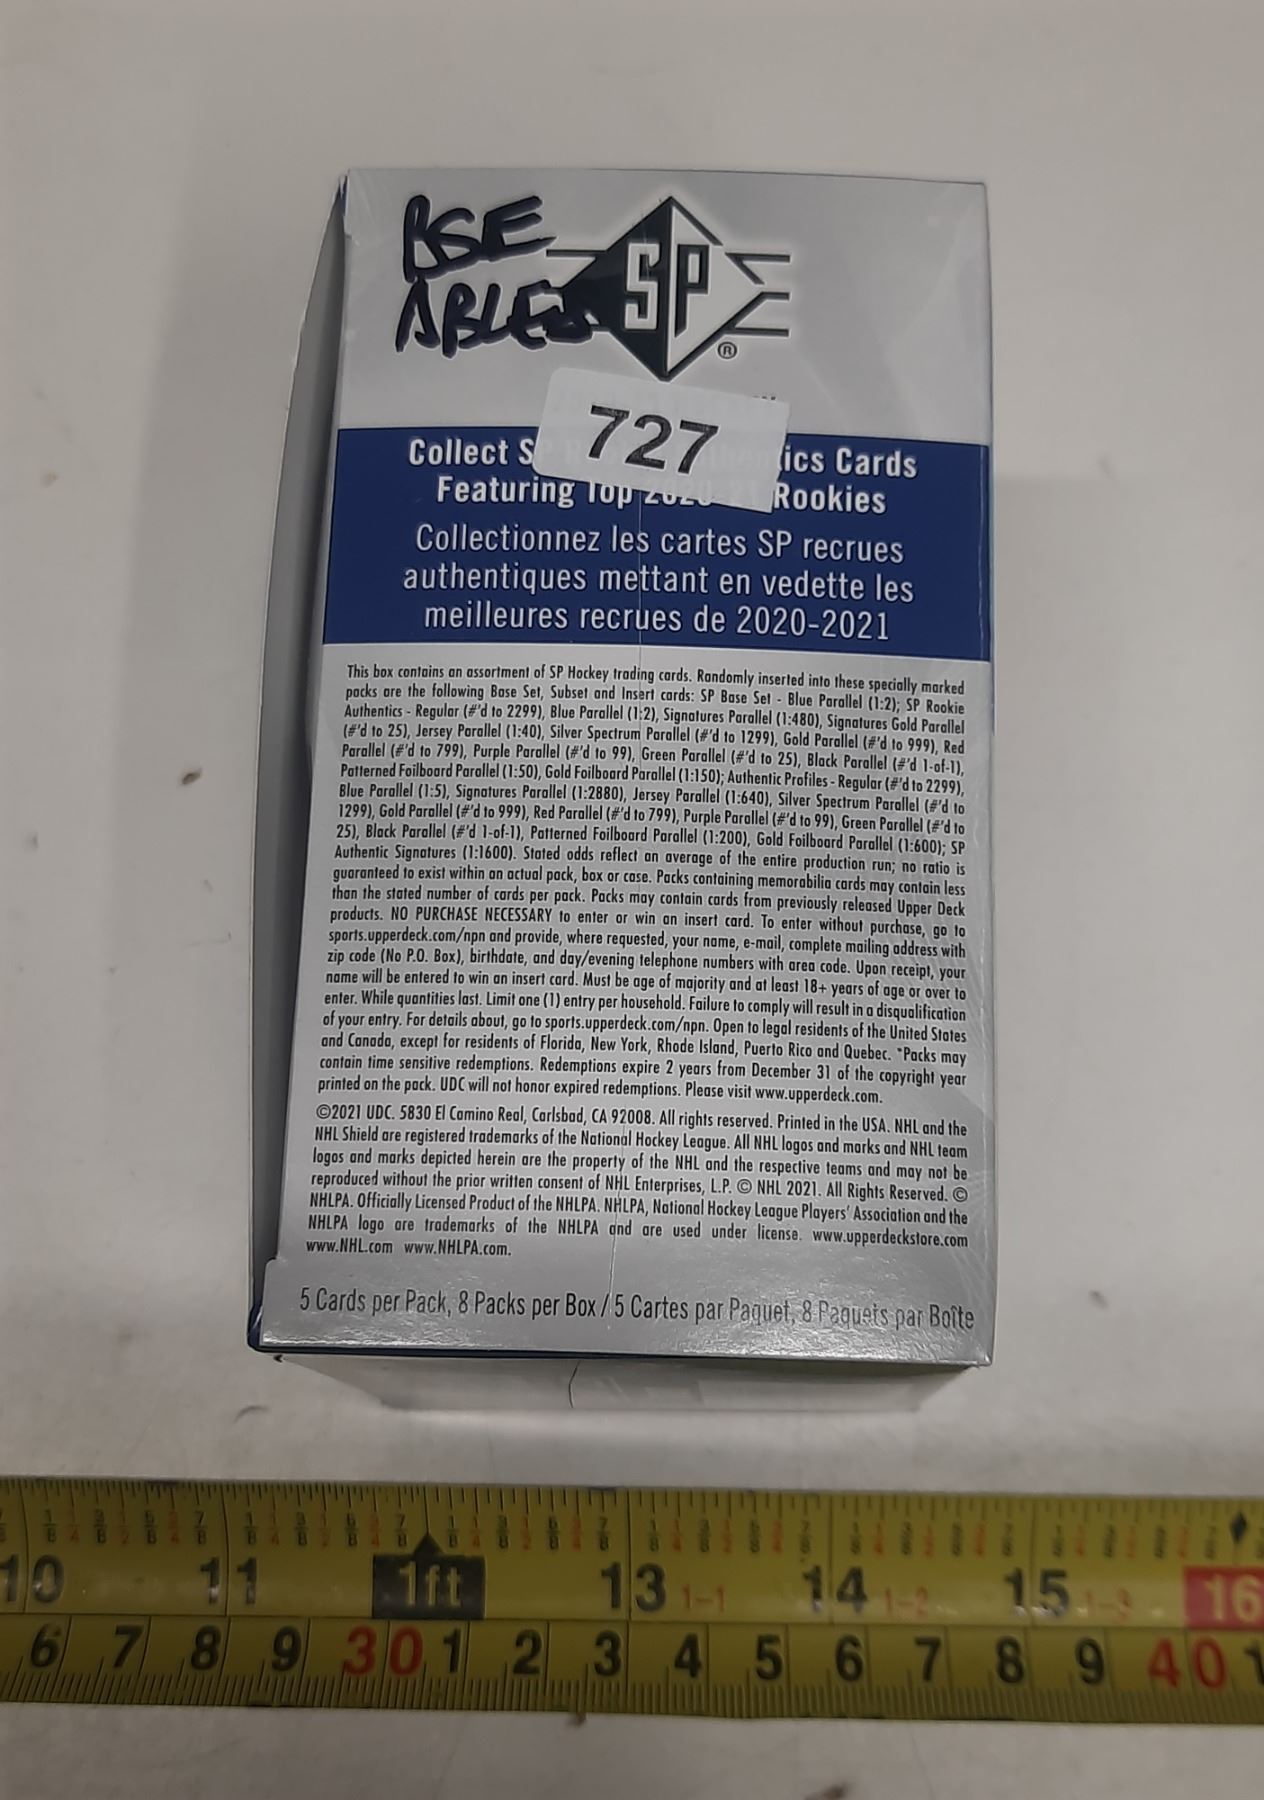 BSE
ABLES
SP
®
727
Collect S ics Cards
Featuring Top 2020-21 Rookies
Collectionnez les cartes SP recrues
authentiques mettant en vedette les
meilleures recrues de 2020-2021
This box contains an assortment of SP Hockey trading cards. Randomly inserted into these specially marked
packs are the following Base Set, Subset and Insert cards: SP Base Set - Blue Parallel (1:2); SP Rookie
Authentics - Regular (#'d to 2299), Blue Parallel (1:2), Signatures Parallel (1:480), Signatures Gold Parallel
(#'d to 25), Jersey Parallel (1:40), Silver Spectrum Parallel (#'d to 1299), Gold Parallel (#'d to 999), Red
Parallel (#'d to 799), Purple Parallel (#'d to 99), Green Parallel (#'d to 25), Black Parallel (#'d 1-of-1),
Patterned Foilboard Parallel (1:50), Gold Foilboard Parallel (1:150); Authentic Profiles - Regular (#'d to 2299),
Blue Parallel (1:5), Signatures Parallel (1:2880), Jersey Parallel (1:640), Silver Spectrum Parallel (#'d to
1299), Gold Parallel (#'d to 999), Red Parallel (#'d to 799), Purple Parallel (#'d to 99), Green Parallel (#'d to
25), Black Parallel (#'d 1-of-1), Patterned Foilboard Parallel (1:200), Gold Foilboard Parallel (1:600); SP
Authentic Signatures (1:1600). Stated odds reflect an average of the entire production run; no ratio is
guaranteed to exist within an actual pack, box or case. Packs containing memorabilia cards may contain less
than the stated number of cards per pack. Packs may contain cards from previously released Upper Deck
products. NO PURCHASE NECESSARY to enter or win an insert card. To enter without purchase, go to
sports.upperdeck.com/npn and provide, where requested, your name, e-mail, complete mailing address with
zip code (No P.O. Box), birthdate, and day/evening telephone numbers with area code. Upon receipt, your
name will be entered to win an insert card. Must be age of majority and at least 18+ years of age or over to
enter. While quantities last. Limit one (1) entry per household. Failure to comply will result in a disqualification
of your entry. For details about, go to sports.upperdeck.com/npn. Open to legal residents of the United States
and Canada, except for residents of Florida, New York, Rhode Island, Puerto Rico and Quebec. *Packs may
contain time sensitive redemptions. Redemptions expire 2 years from December 31 of the copyright year
printed on the pack. UDC will not honor expired redemptions. Please visit www.upperdeck.com.
©2021 UDC. 5830 El Camino Real, Carlsbad, CA 92008. All rights reserved. Printed in the USA. NHL and the
NHL Shield are registered trademarks of the National Hockey League. All NHL logos and marks and NHL team
logos and marks depicted herein are the property of the NHL and the respective teams and may not be
reproduced without the prior written consent of NHL Enterprises, L.P. © NHL 2021. All Rights Reserved. ©
NHLPA. Officially Licensed Product of the NHLPA. NHLPA, National Hockey League Players' Association and the
NHLPA logo are trademarks of the NHLPA and are used under license. www.upperdeckstore.com
www.NHL.com www.NHLPA.com.
5 Cards per Pack, 8 Packs per Box / 5 Cartes par Paquet, 8 Paquets par Boîte
10 11 1ft 13 1-1 14 1-2 15 1-3 16
6 7 8 9 30 1 2 3 4 5 6 7 8 9 40 1